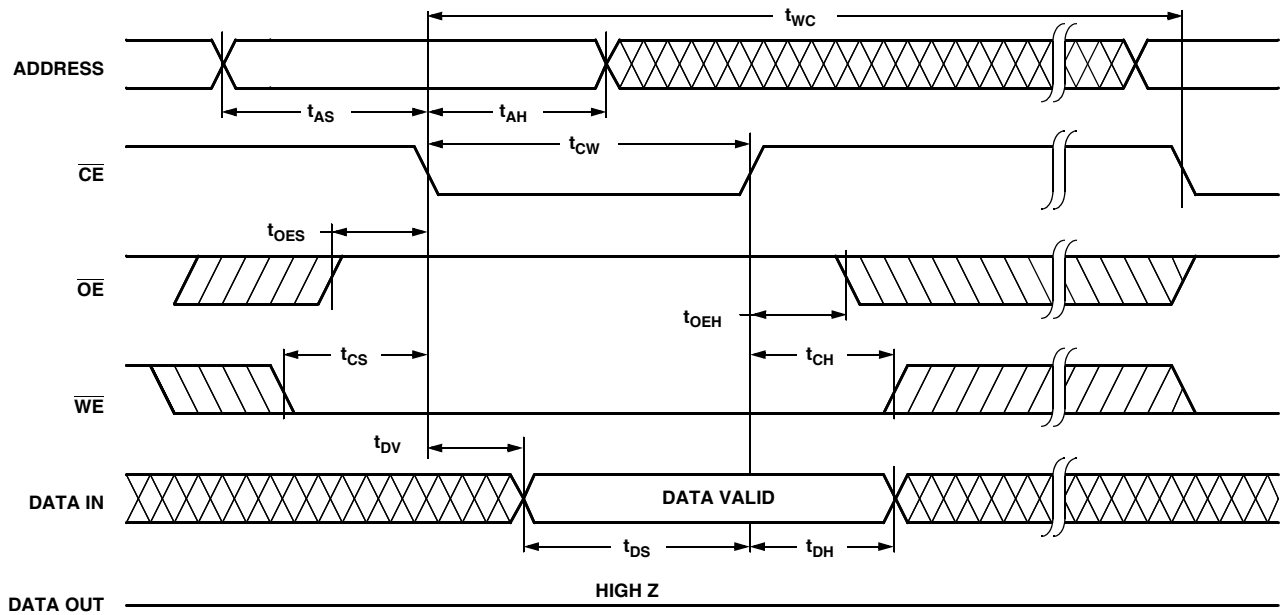 tWC
ADDRESS
tAS
tAH
tCW
CE
tOES
OE
tOEH
tCS
tCH
WE
tDV
DATA IN
DATA VALID
tDS
tDH
HIGH Z
DATA OUT